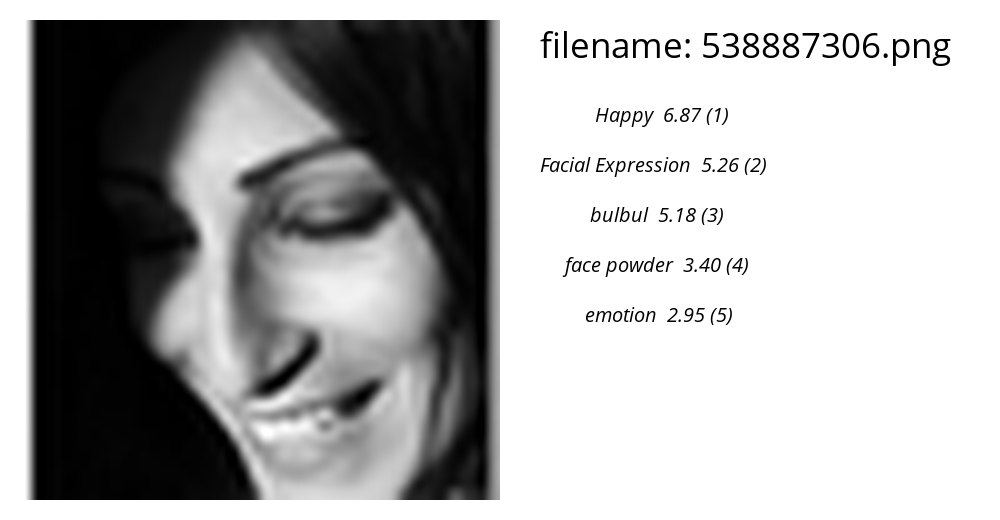 filename: 538887306.png
Happy 6.87 (1)
Facial Expression 5.26 (2)
bulbul 5.18 (3)
face powder 3.40 (4)
emotion 2.95 (5)